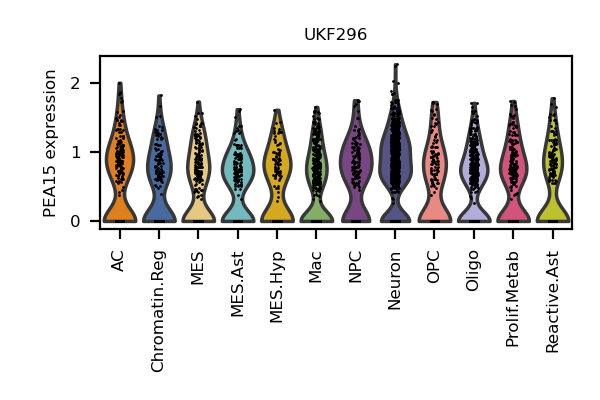 UKF296
PEA15 expression
2
1
0
AC
Chromatin.Reg
MES
MES.Ast
MES.Hyp
Mac
NPC
Neuron
OPC
Oligo
Prolif.Metab
Reactive.Ast